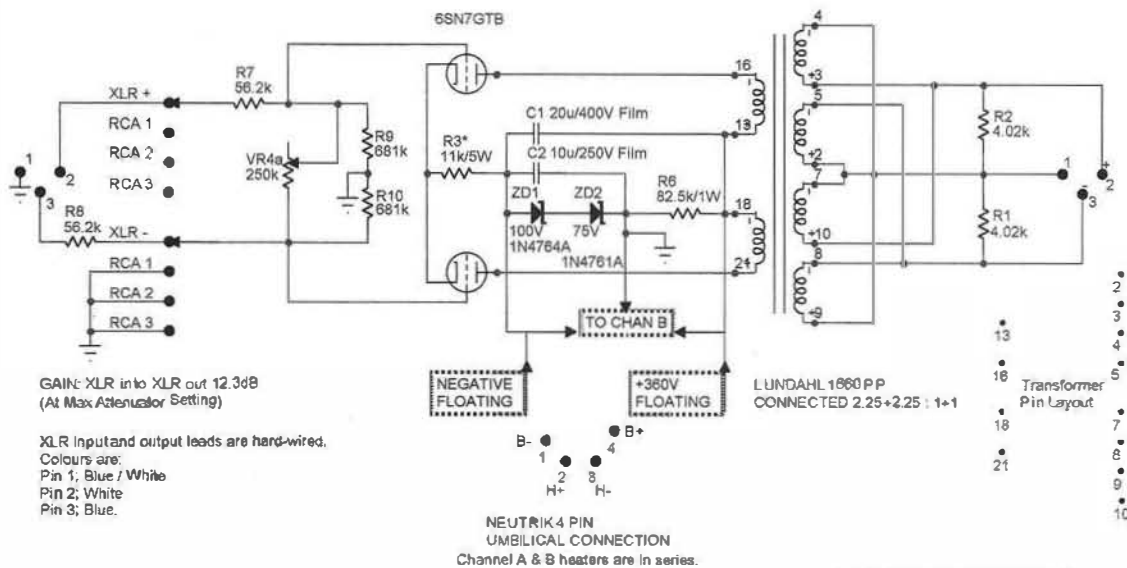 6SN7GTB
4
XLR +
R7
56.2k
16
+3
5
RCA 1
C1 20u/400V Film
13
R2
4.02k
RCA 2
R9
681k
R3*
11k/5W
C2 10u/250V Film
1
2
3
RCA 3
VR4a
250k
+2
7
1
+
2
-
3
R8
56.2k
XLR -
R10
681k
ZD1
ZD2
R6
82.5k/1W
18
R1
4.02k
100V
1N4764A
75V
1N4761A
+10
8
RCA 1
21
RCA 2
+9
RCA 3
TO CHAN B
GAIN: XLR into XLR out 12.3dB
(At Max Attenuator Setting)
NEGATIVE
FLOATING
+360V
FLOATING
LUNDAHL 1660PP
CONNECTED 2.25+2.25 : 1+1
XLR Input and output leads are hard-wired.
Colours are:
Pin 1; Blue / White
Pin 2; White
Pin 3; Blue.
B-
1
2
H+
3
H-
4
B+
NEUTRIK 4 PIN
UMBILICAL CONNECTION
Channel A & B heaters are in series.
Transformer
Pin Layout
13
16
18
21
2
3
4
5
7
8
9
10